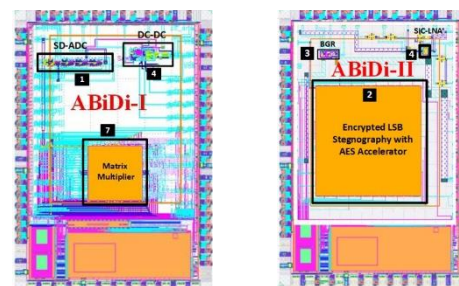 SD-ADC
DC-DC
1
4
ABiDi-I
7
Matrix
Multiplier
SIC-LNA
3
BGR
4
ABiDi-II
2
Encrypted LSB
Stegnography with
AES Accelerator